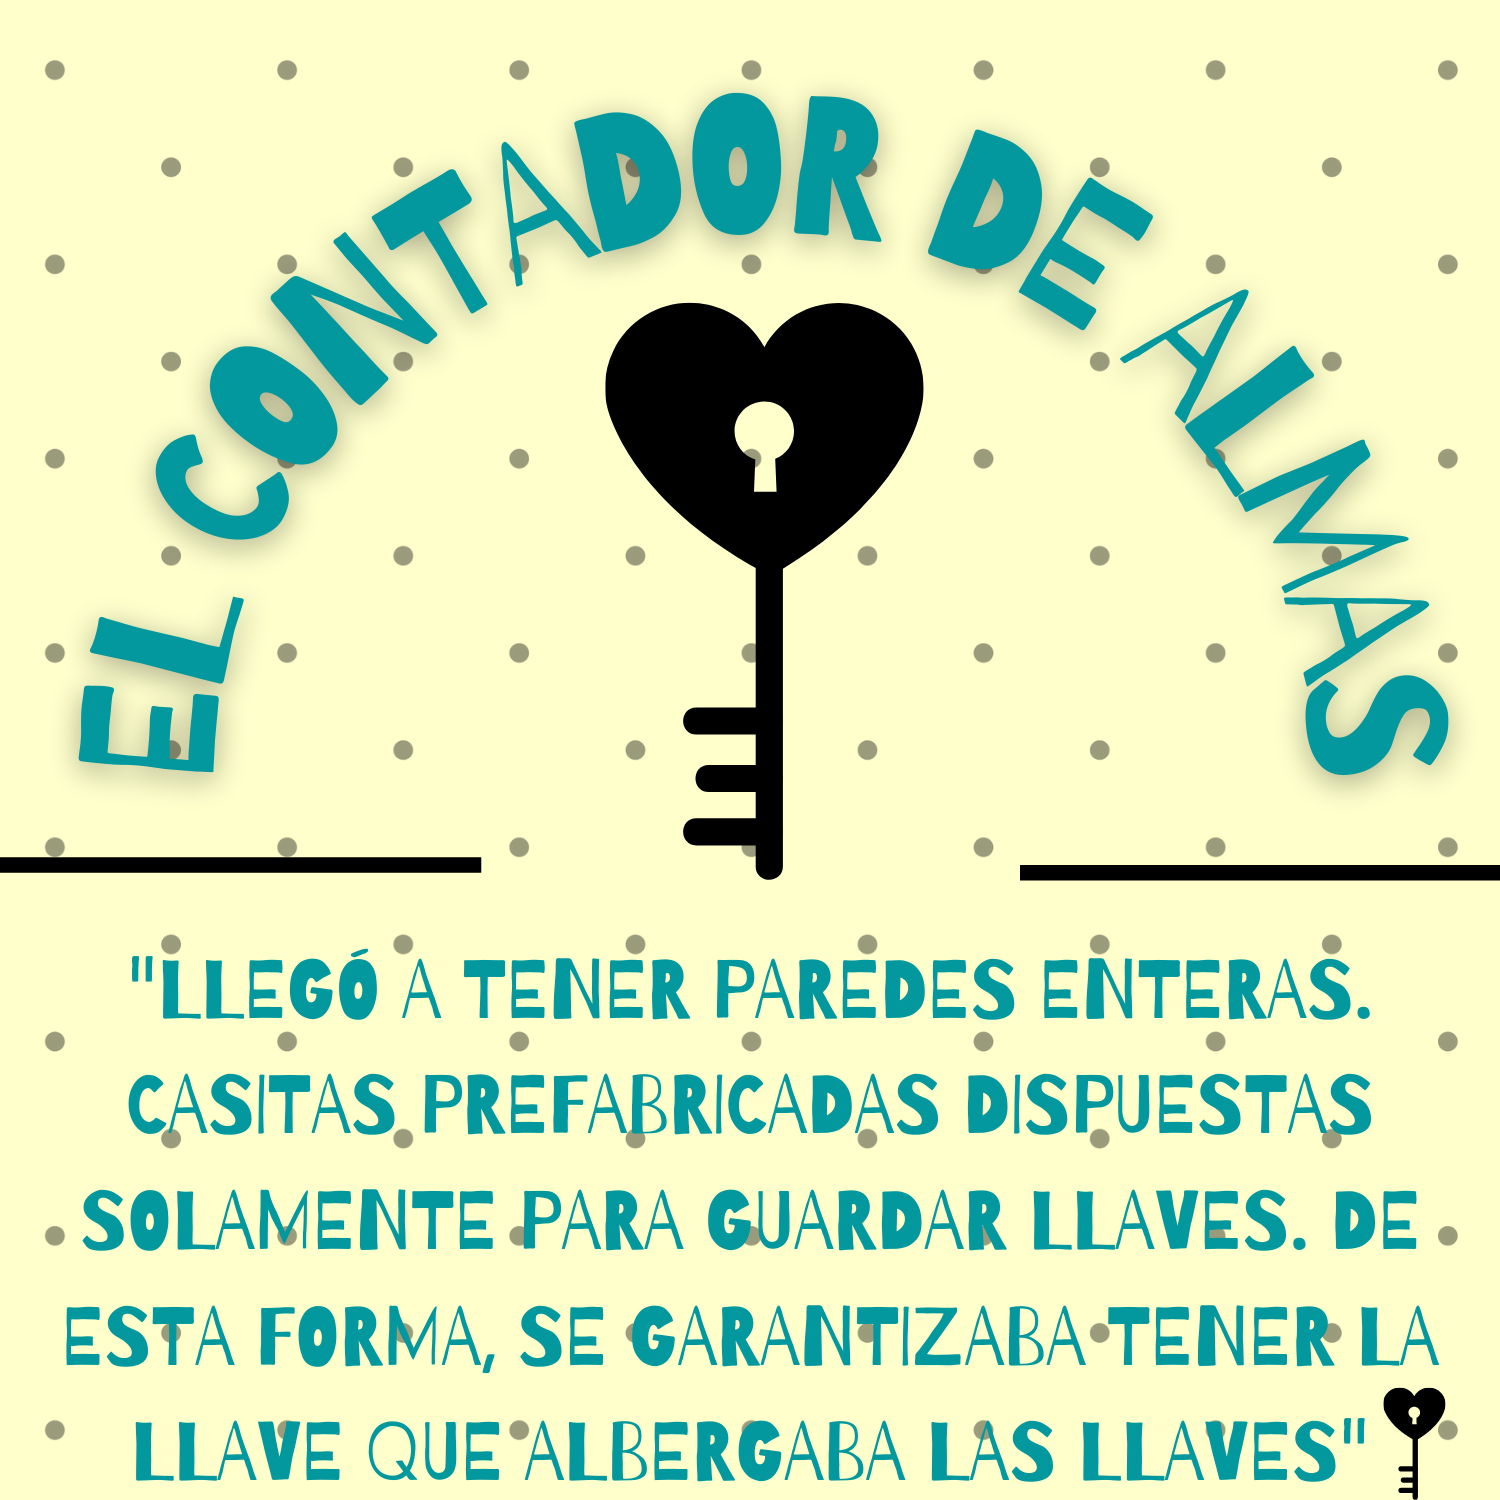 EL CONTADOR DE ALMAS
"LLEGÓ A TENER PAREDES ENTERAS.
CASITAS PREFABRICADAS DISPUESTAS
SOLAMENTE PARA GUARDAR LLAVES. DE
ESTA FORMA, SE GARANTIZABA TENER LA
LLAVE QUE ALBERGABA LAS LLAVES"